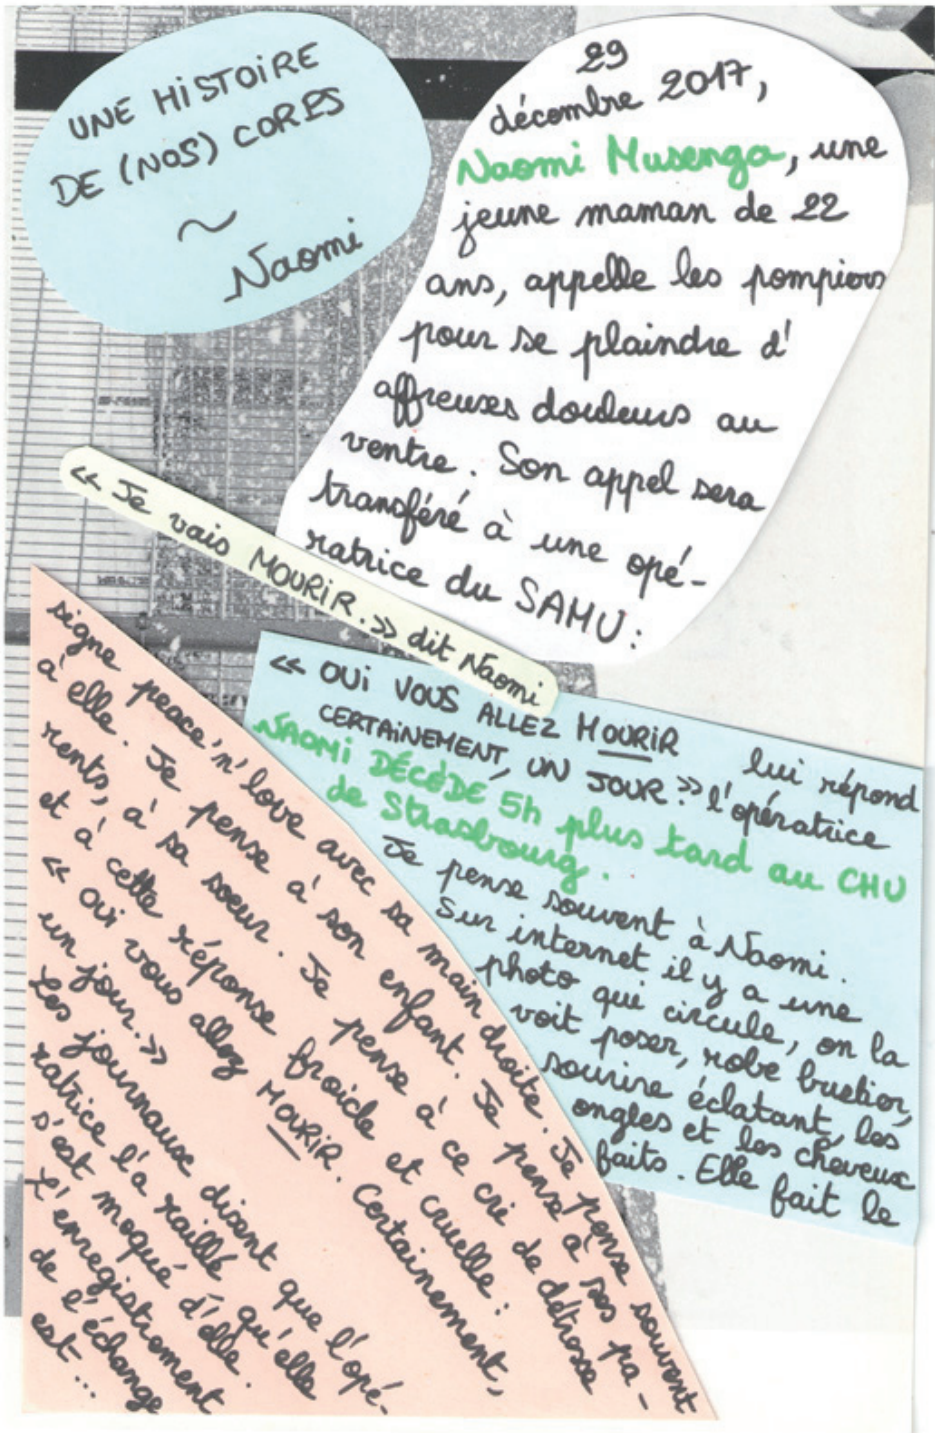 UNE HISTOIRE
DE (NOS) CORPS
~
Naomi
29
décembre 2017,
Naomi Musenga, une
jeune maman de 22
ans, appelle les pompiers
pour se plaindre d'
affreuses douleurs au
ventre. Son appel sera
transféré à une opé-
ratrice du SAMU :
« Je vais MOURIR. » dit Naomi
« OUI VOUS ALLEZ MOURIR
CERTAINEMENT, UN JOUR. » lui répond
l'opératrice
NAOMI DÉCÈDE 5h plus tard au CHU
de Strasbourg.
Je pense souvent à Naomi.
Sur internet il y a une
photo qui circule, on la
voit poser, robe bustier,
sourire éclatant, les
ongles et les cheveux
faits. Elle fait le
signe peace'n'love avec sa main droite. Je pense souvent
à elle. Je pense à son enfant. Je pense à ses pa-
rents, à sa soeur. Je pense à ce cri de détresse
et à cette réponse froide et cruelle :
« Oui vous allez MOURIR. Certainement,
un jour. »
Les journaux disent que l'opé-
ratrice l'a raillé qu'elle
s'est moqué d'elle.
L'enregistrement
de l'échange
est...